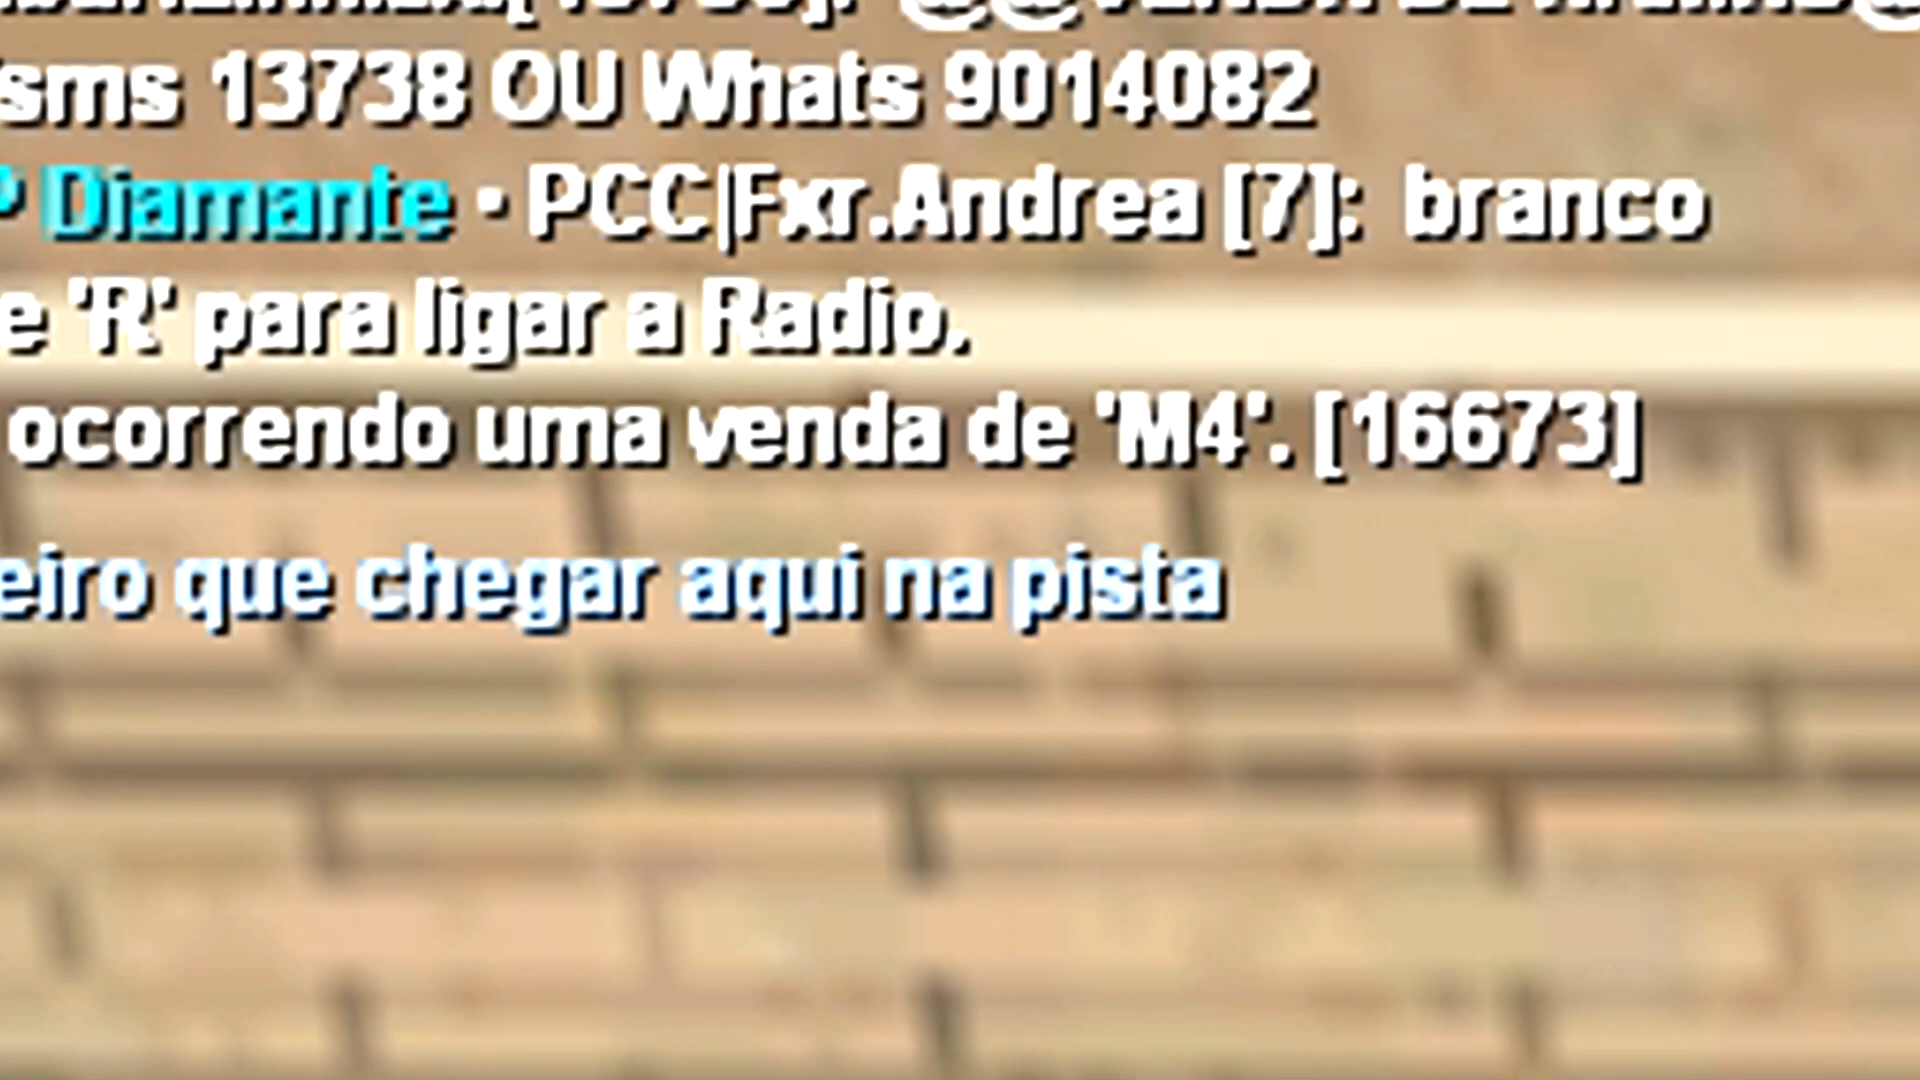 sms 13738 OU Whats 9014082
Diamante • PCC|Fxr.Andrea [7]: branco
e 'R' para ligar a Radio.
ocorrendo uma venda de 'M4'. [16673]
eiro que chegar aqui na pista